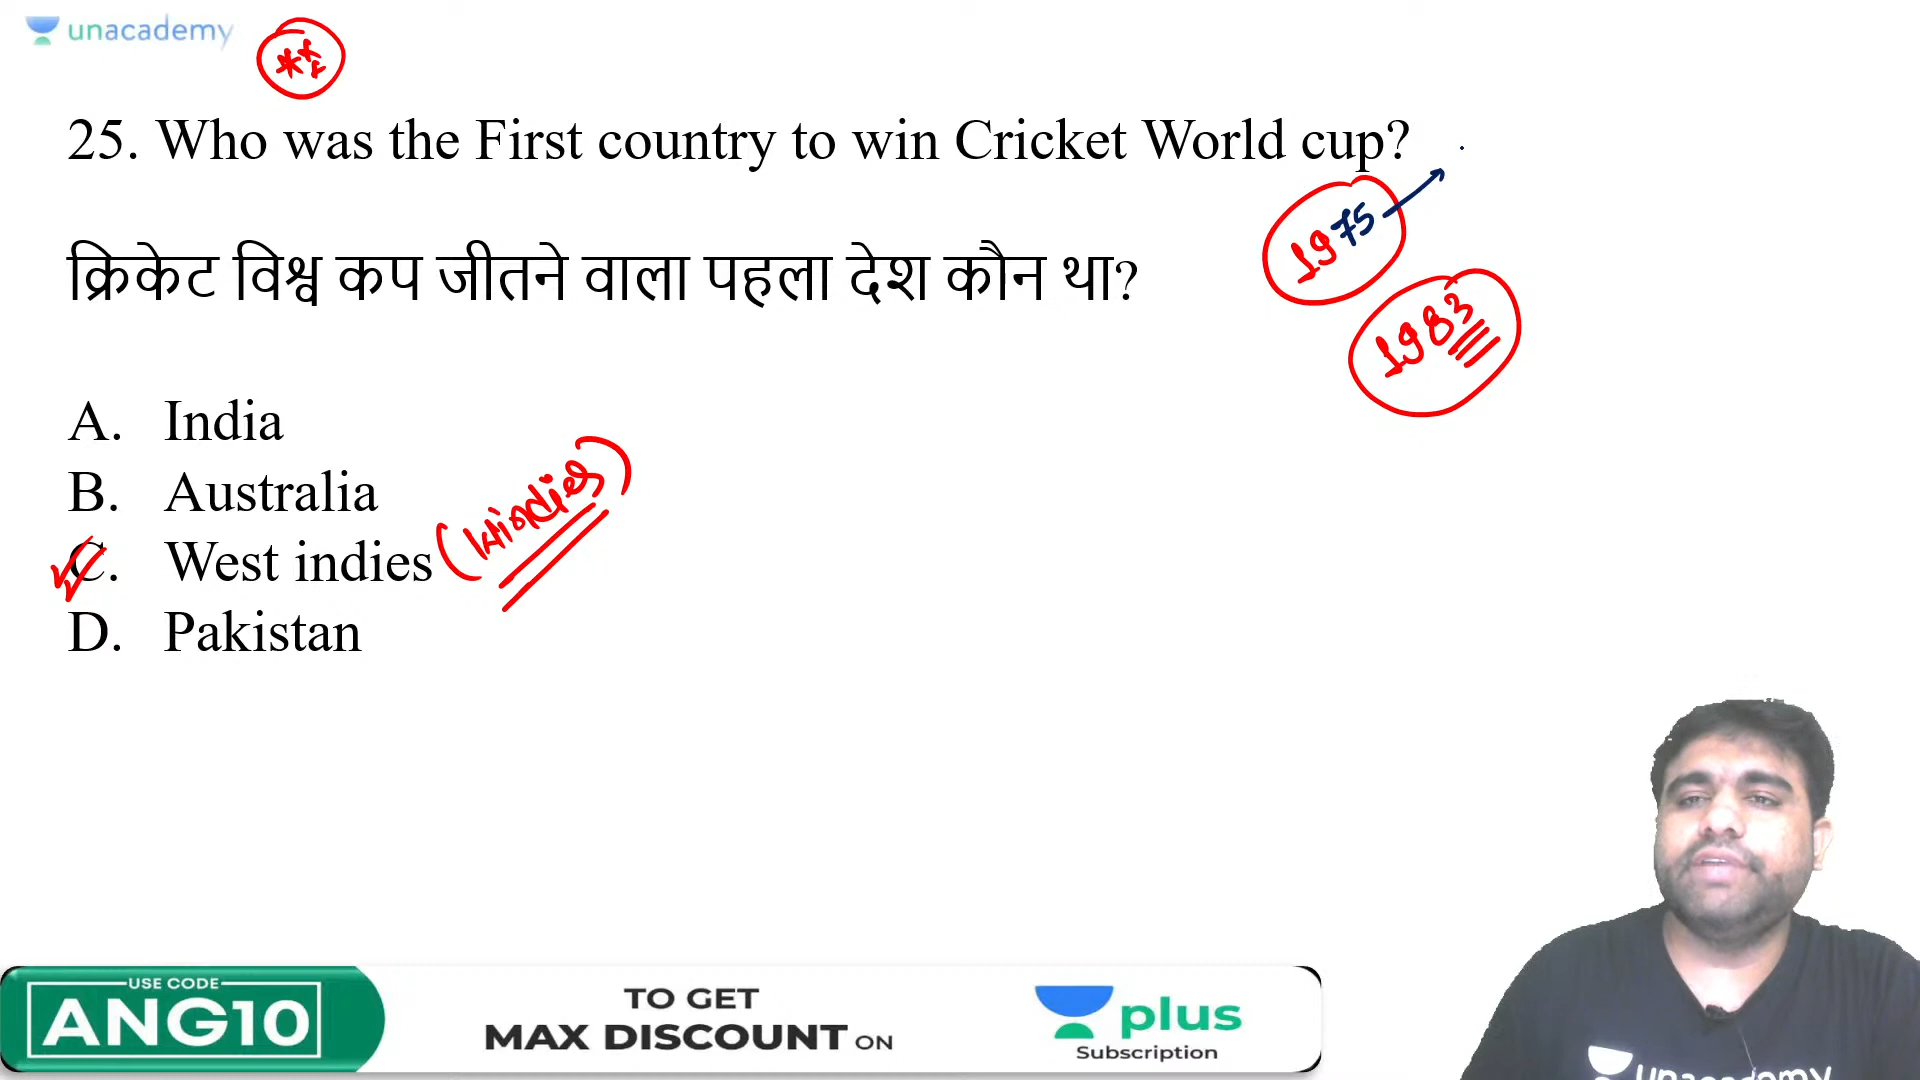 unacademy
25. Who was the First country to win Cricket World cup?
1975
क्रिकेट विश्व कप जीतने वाला पहला देश कौन था?
1983
A. India
B. Australia
C. West indies (Windies)
D. Pakistan
USE CODE
ANG10
TO GET
MAX DISCOUNT ON
plus
Subscription
unacademy